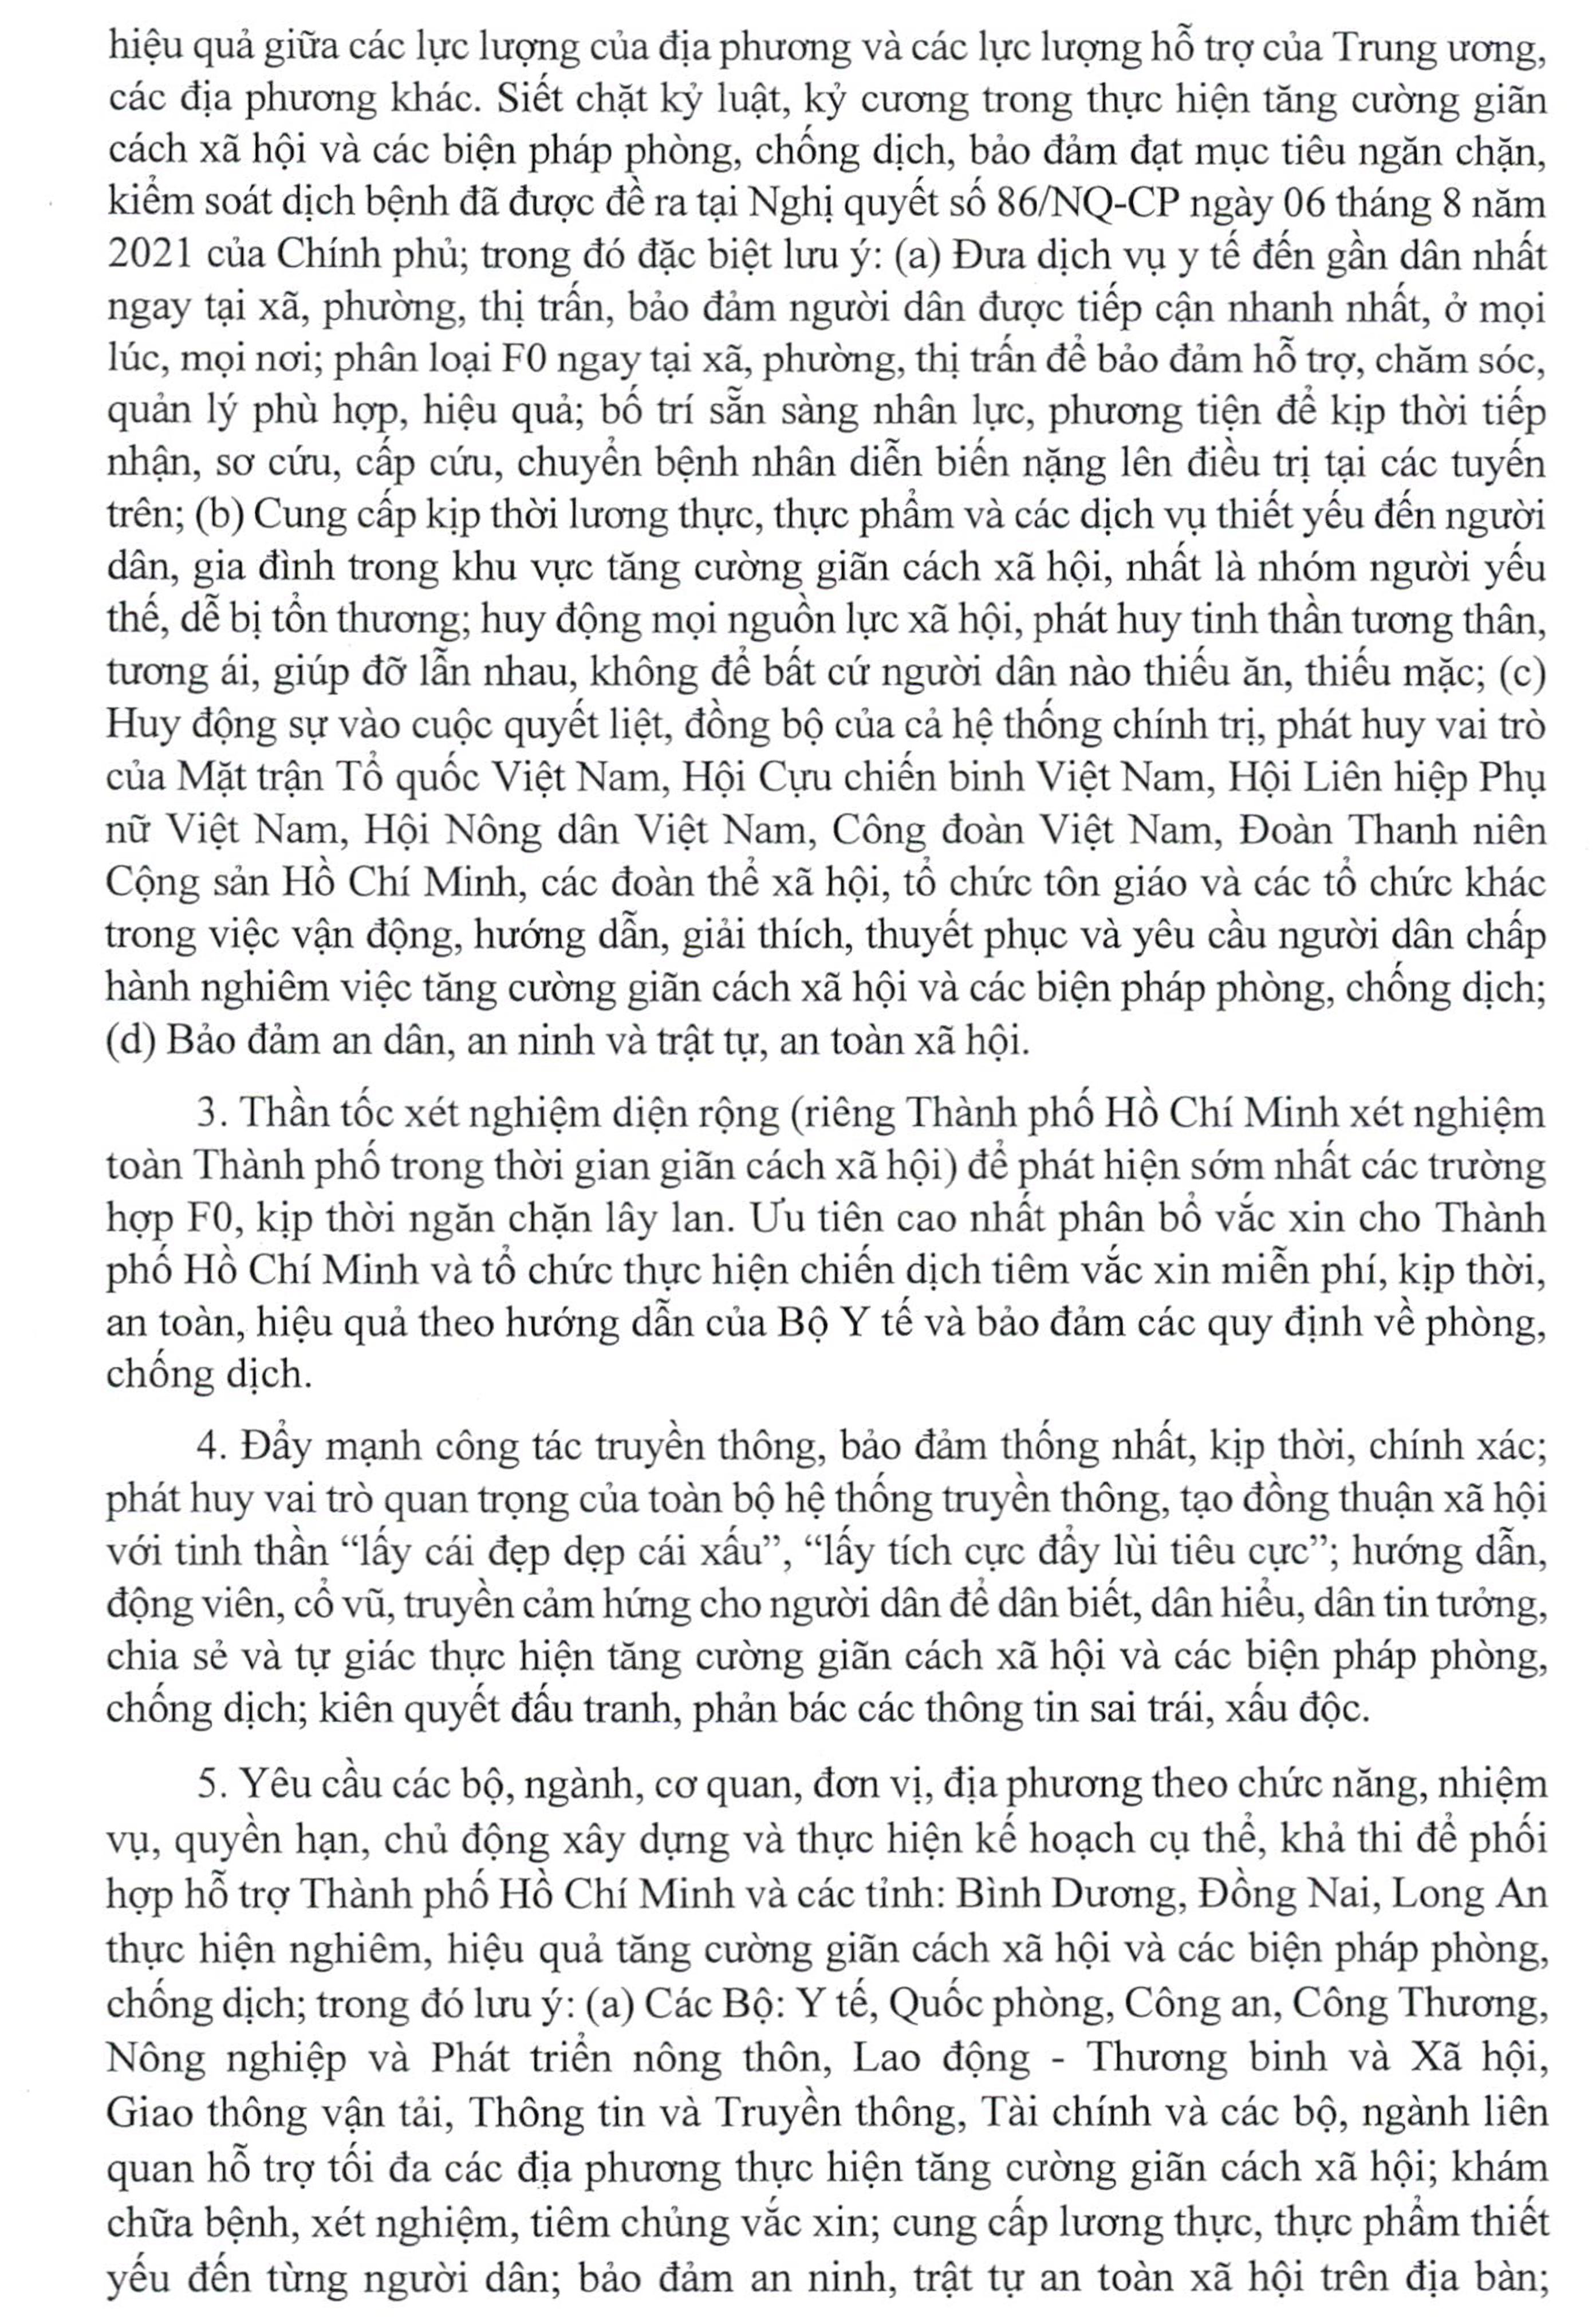 hiệu quả giữa các lực lượng của địa phương và các lực lượng hỗ trợ của Trung ương,
các địa phương khác. Siết chặt kỷ luật, kỷ cương trong thực hiện tăng cường giãn
cách xã hội và các biện pháp phòng, chống dịch, bảo đảm đạt mục tiêu ngăn chặn,
kiểm soát dịch bệnh đã được đề ra tại Nghị quyết số 86/NQ-CP ngày 06 tháng 8 năm
2021 của Chính phủ; trong đó đặc biệt lưu ý: (a) Đưa dịch vụ y tế đến gần dân nhất
ngay tại xã, phường, thị trấn, bảo đảm người dân được tiếp cận nhanh nhất, ở mọi
lúc, mọi nơi; phân loại F0 ngay tại xã, phường, thị trấn để bảo đảm hỗ trợ, chăm sóc,
quản lý phù hợp, hiệu quả; bố trí sẵn sàng nhân lực, phương tiện để kịp thời tiếp
nhận, sơ cứu, cấp cứu, chuyển bệnh nhân diễn biến nặng lên điều trị tại các tuyến
trên; (b) Cung cấp kịp thời lương thực, thực phẩm và các dịch vụ thiết yếu đến người
dân, gia đình trong khu vực tăng cường giãn cách xã hội, nhất là nhóm người yếu
thế, dễ bị tổn thương; huy động mọi nguồn lực xã hội, phát huy tinh thần tương thân,
tương ái, giúp đỡ lẫn nhau, không để bất cứ người dân nào thiếu ăn, thiếu mặc; (c)
Huy động sự vào cuộc quyết liệt, đồng bộ của cả hệ thống chính trị, phát huy vai trò
của Mặt trận Tổ quốc Việt Nam, Hội Cựu chiến binh Việt Nam, Hội Liên hiệp Phụ
nữ Việt Nam, Hội Nông dân Việt Nam, Công đoàn Việt Nam, Đoàn Thanh niên
Cộng sản Hồ Chí Minh, các đoàn thể xã hội, tổ chức tôn giáo và các tổ chức khác
trong việc vận động, hướng dẫn, giải thích, thuyết phục và yêu cầu người dân chấp
hành nghiêm việc tăng cường giãn cách xã hội và các biện pháp phòng, chống dịch;
(d) Bảo đảm an dân, an ninh và trật tự, an toàn xã hội.
3. Thần tốc xét nghiệm diện rộng (riêng Thành phố Hồ Chí Minh xét nghiệm
toàn Thành phố trong thời gian giãn cách xã hội) để phát hiện sớm nhất các trường
hợp F0, kịp thời ngăn chặn lây lan. Ưu tiên cao nhất phân bổ vắc xin cho Thành
phố Hồ Chí Minh và tổ chức thực hiện chiến dịch tiêm vắc xin miễn phí, kịp thời,
an toàn, hiệu quả theo hướng dẫn của Bộ Y tế và bảo đảm các quy định về phòng,
chống dịch.
4. Đẩy mạnh công tác truyền thông, bảo đảm thống nhất, kịp thời, chính xác;
phát huy vai trò quan trọng của toàn bộ hệ thống truyền thông, tạo đồng thuận xã hội
với tinh thần “lấy cái đẹp dẹp cái xấu”, “lấy tích cực đẩy lùi tiêu cực”; hướng dẫn,
động viên, cổ vũ, truyền cảm hứng cho người dân để dân biết, dân hiểu, dân tin tưởng,
chia sẻ và tự giác thực hiện tăng cường giãn cách xã hội và các biện pháp phòng,
chống dịch; kiên quyết đấu tranh, phản bác các thông tin sai trái, xấu độc.
5. Yêu cầu các bộ, ngành, cơ quan, đơn vị, địa phương theo chức năng, nhiệm
vụ, quyền hạn, chủ động xây dựng và thực hiện kế hoạch cụ thể, khả thi để phối
hợp hỗ trợ Thành phố Hồ Chí Minh và các tỉnh: Bình Dương, Đồng Nai, Long An
thực hiện nghiêm, hiệu quả tăng cường giãn cách xã hội và các biện pháp phòng,
chống dịch; trong đó lưu ý: (a) Các Bộ: Y tế, Quốc phòng, Công an, Công Thương,
Nông nghiệp và Phát triển nông thôn, Lao động - Thương binh và Xã hội,
Giao thông vận tải, Thông tin và Truyền thông, Tài chính và các bộ, ngành liên
quan hỗ trợ tối đa các địa phương thực hiện tăng cường giãn cách xã hội; khám
chữa bệnh, xét nghiệm, tiêm chủng vắc xin; cung cấp lương thực, thực phẩm thiết
yếu đến từng người dân; bảo đảm an ninh, trật tự an toàn xã hội trên địa bàn;